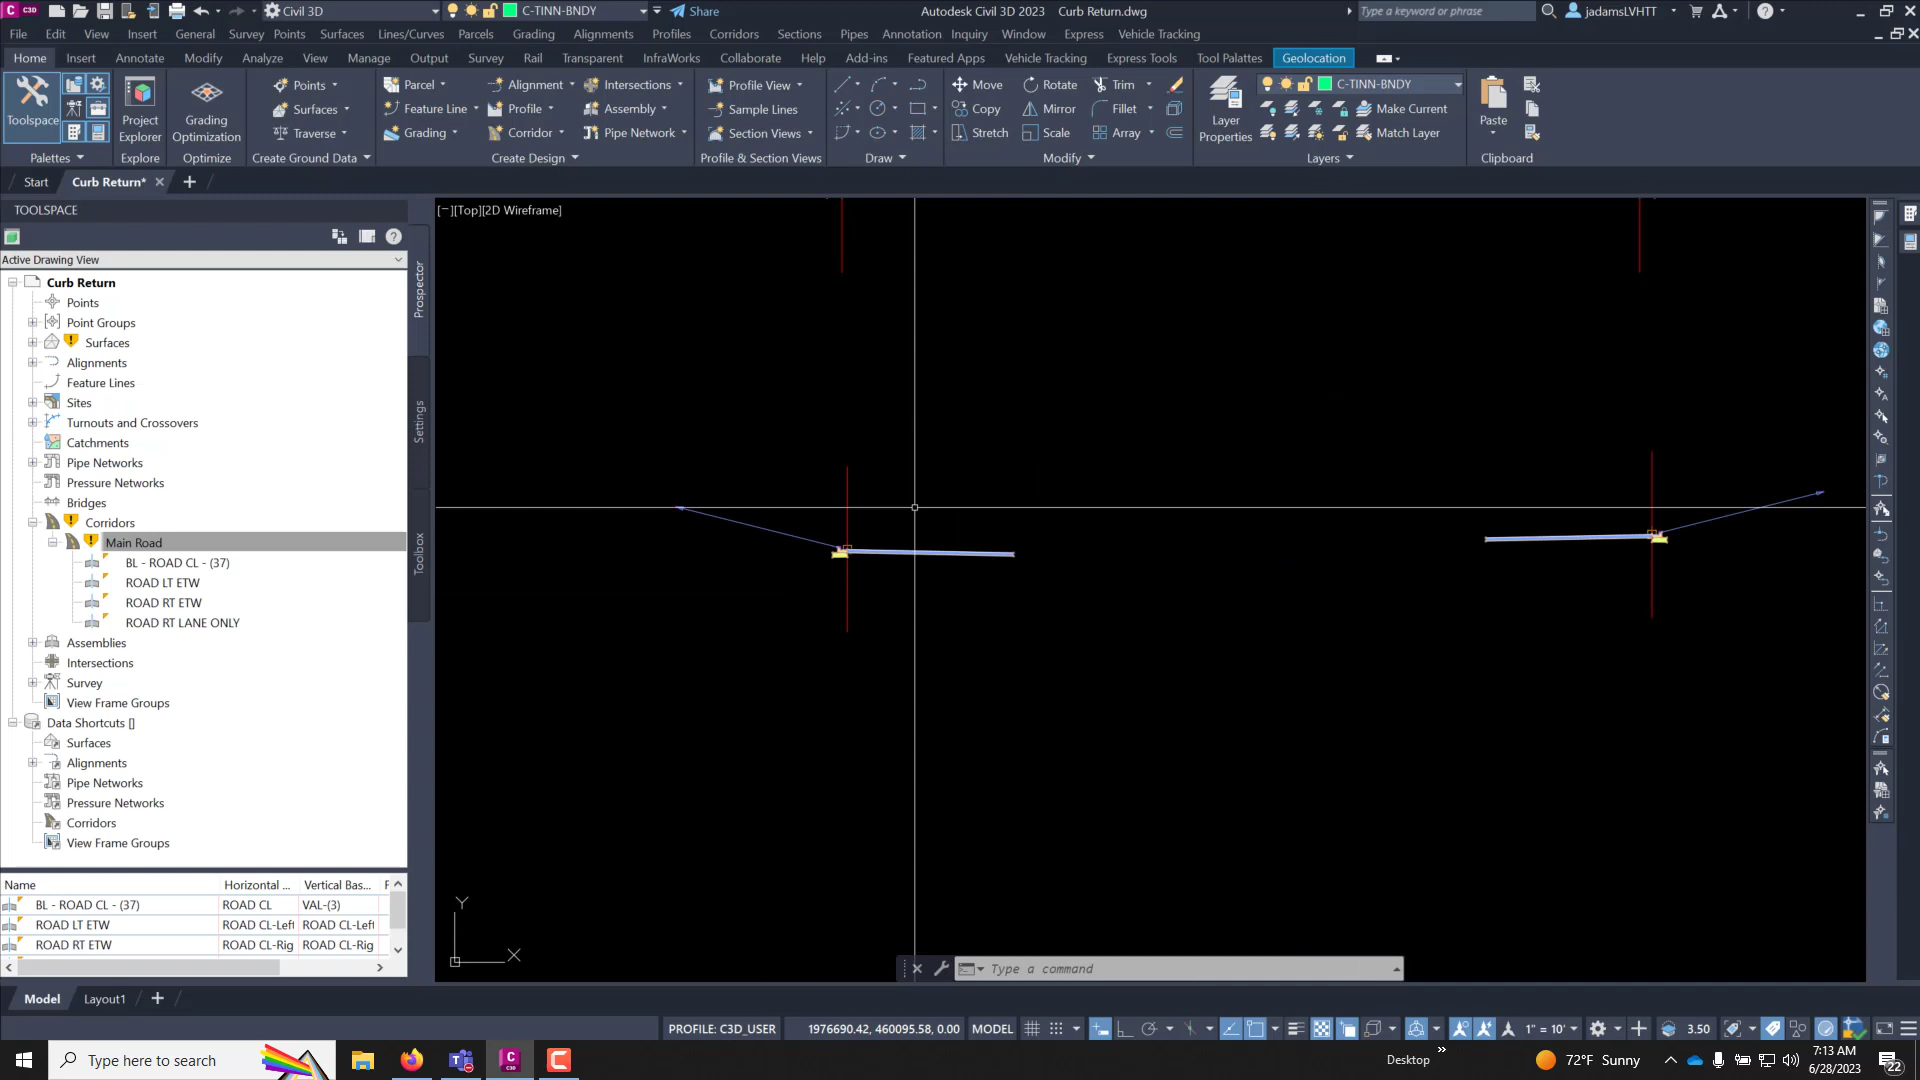 C3D Civil 3D C-TINN-BNDY Share Autodesk Civil 3D 2023 Curb Return.dwg Type a keyword or phrase jadamsLVHTT
File Edit View Insert General Survey Points Surfaces Lines/Curves Parcels Grading Alignments Profiles Corridors Sections Pipes Annotation Inquiry Window Express Vehicle Tracking
Home Insert Annotate Modify Analyze View Manage Output Survey Rail Transparent InfraWorks Collaborate Help Add-ins Featured Apps Vehicle Tracking Express Tools Tool Palettes Geolocation
Points Parcel Alignment Intersections Profile View Move Rotate Trim C-TINN-BNDY
Surfaces Feature Line Profile Assembly Sample Lines Copy Mirror Fillet Make Current
Toolspace Project Explorer Grading Optimization Traverse Grading Corridor Pipe Network Section Views Stretch Scale Array Layer Properties Match Layer Paste
Palettes Explore Optimize Create Ground Data Create Design Profile & Section Views Draw Modify Layers Clipboard
Start Curb Return*
TOOLSPACE
[−][Top][2D Wireframe]
Active Drawing View
Curb Return
Points
Point Groups
Surfaces
Alignments
Feature Lines
Sites
Turnouts and Crossovers
Catchments
Pipe Networks
Pressure Networks
Bridges
Corridors
Main Road
BL - ROAD CL - (37)
ROAD LT ETW
ROAD RT ETW
ROAD RT LANE ONLY
Assemblies
Intersections
Survey
View Frame Groups
Data Shortcuts []
Surfaces
Alignments
Pipe Networks
Pressure Networks
Corridors
View Frame Groups
Prospector
Settings
Toolbox
Name Horizontal ... Vertical Bas... F
BL - ROAD CL - (37) ROAD CL VAL-(3)
ROAD LT ETW ROAD CL-Left ROAD CL-Left
ROAD RT ETW ROAD CL-Rig ROAD CL-Rig
Y
X
Type a command
Model Layout1
PROFILE: C3D_USER 1976690.42, 460095.58, 0.00 MODEL 1" = 10' 3.50
Type here to search Desktop 72°F Sunny 7:13 AM
6/28/2023
22